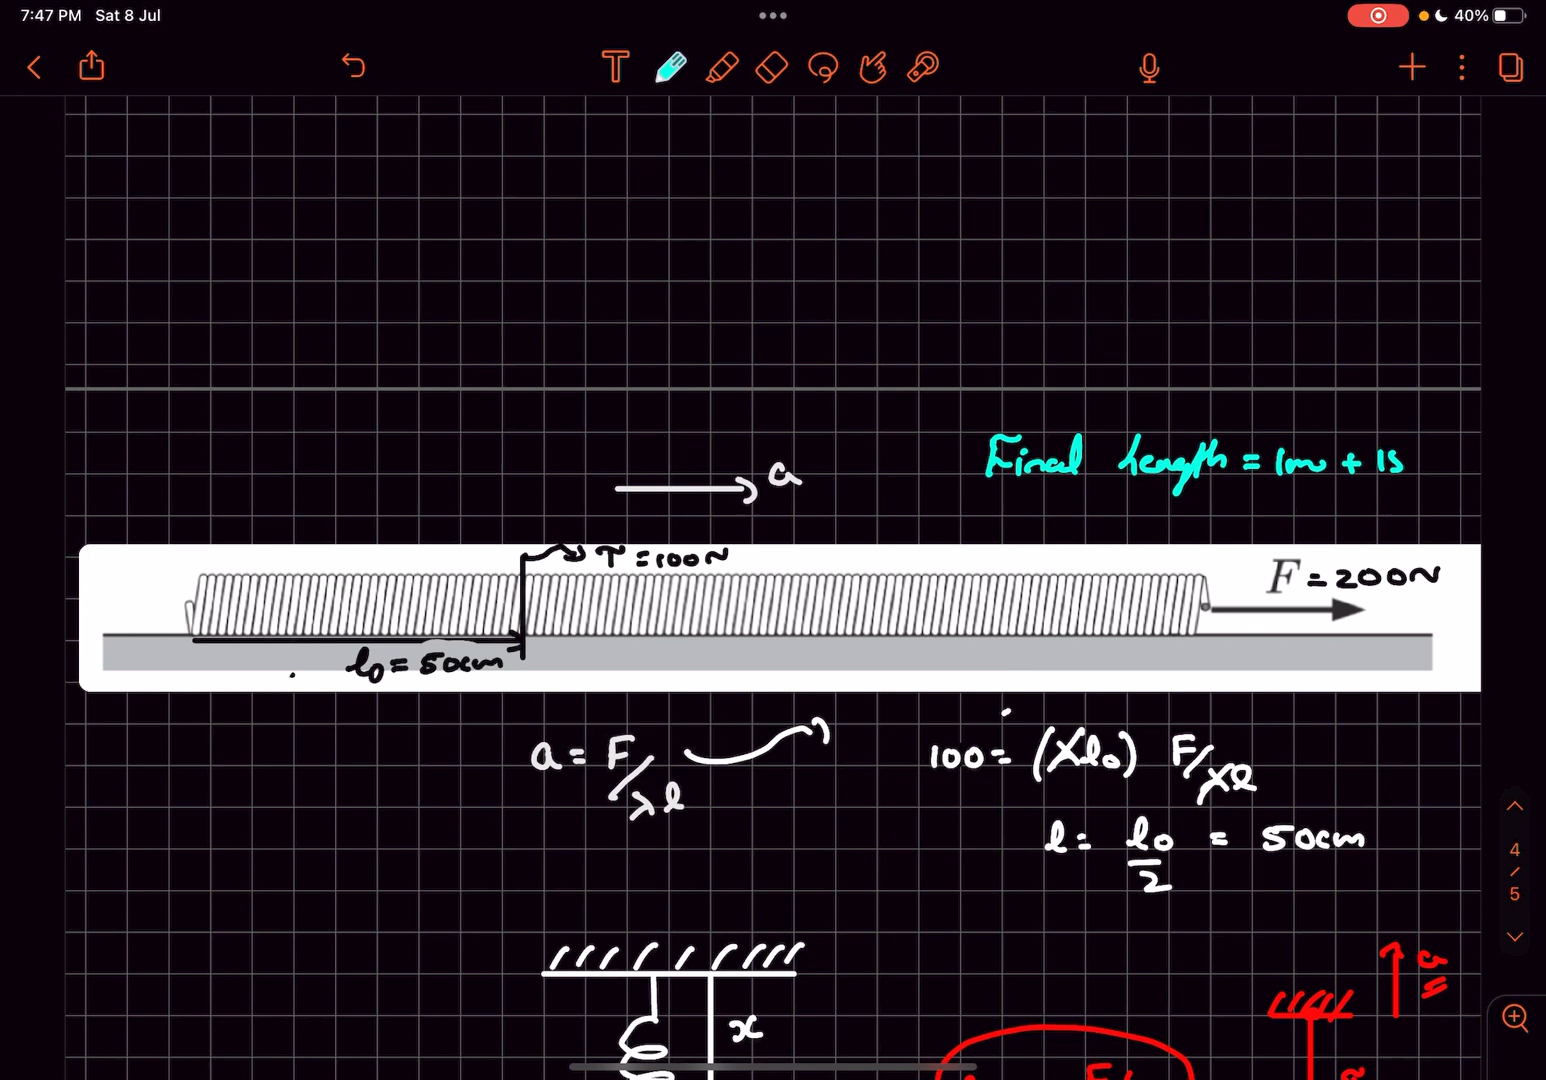 7:47 PM Sat 8 Jul
40%
T
Final length = 1m + 15
a
T = 100N
F = 200N
l₀ = 50cm
a = F/λl
100 = (λl₀) F/λl
l = l₀/2 = 50cm
4
/
5
x
a
F/